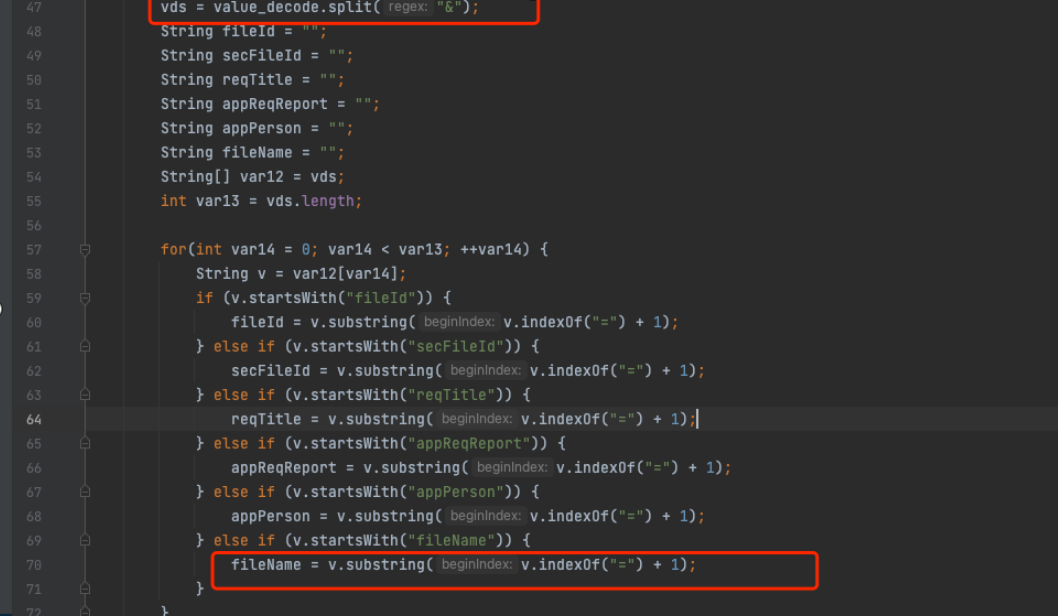 47 vds = value_decode.split( regex: "&");
48 String fileId = "";
49 String secFileId = "";
50 String reqTitle = "";
51 String appReqReport = "";
52 String appPerson = "";
53 String fileName = "";
54 String[] var12 = vds;
55 int var13 = vds.length;
56
57 for(int var14 = 0; var14 < var13; ++var14) {
58 String v = var12[var14];
59 if (v.startsWith("fileId")) {
60 fileId = v.substring( beginIndex: v.indexOf("=") + 1);
61 } else if (v.startsWith("secFileId")) {
62 secFileId = v.substring( beginIndex: v.indexOf("=") + 1);
63 } else if (v.startsWith("reqTitle")) {
64 reqTitle = v.substring( beginIndex: v.indexOf("=") + 1);
65 } else if (v.startsWith("appReqReport")) {
66 appReqReport = v.substring( beginIndex: v.indexOf("=") + 1);
67 } else if (v.startsWith("appPerson")) {
68 appPerson = v.substring( beginIndex: v.indexOf("=") + 1);
69 } else if (v.startsWith("fileName")) {
70 fileName = v.substring( beginIndex: v.indexOf("=") + 1);
71 }
72 }